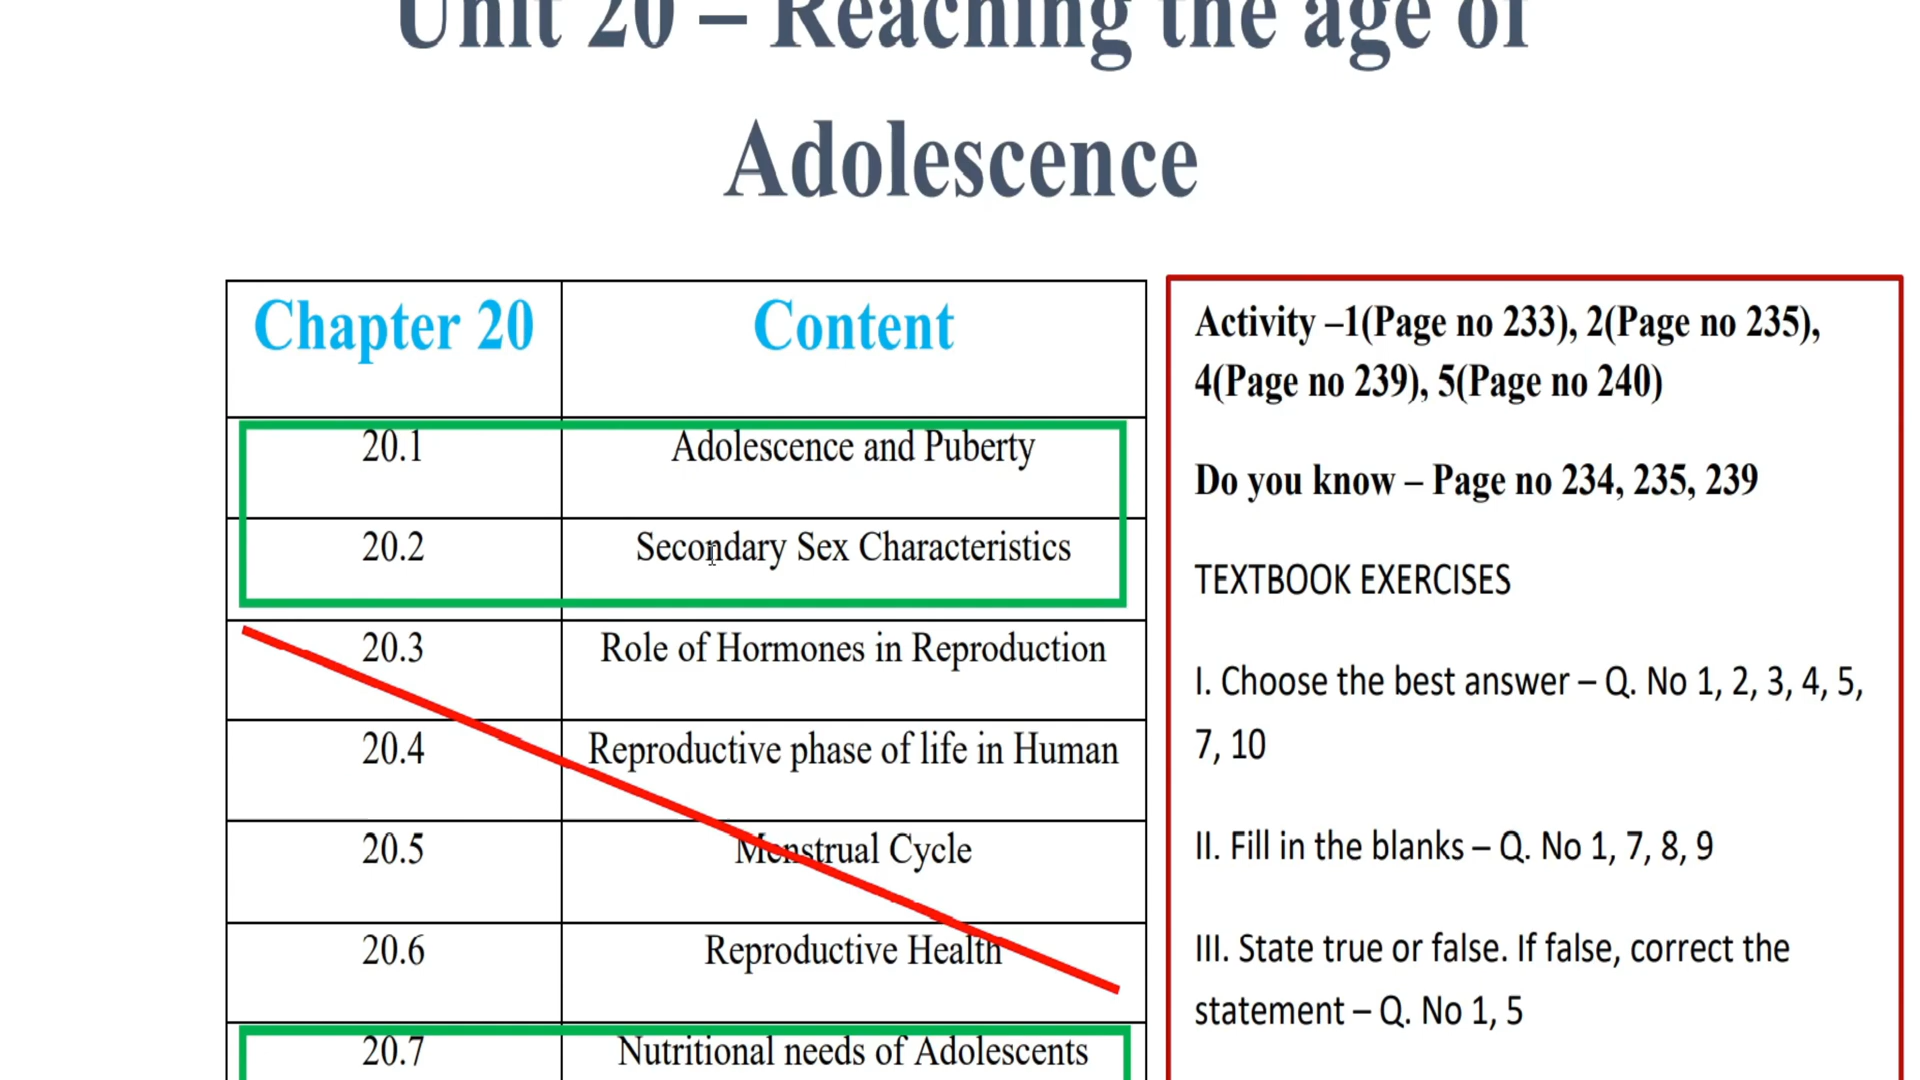 Unit 20 – Reaching the age of
Adolescence
Chapter 20 Content
20.1 Adolescence and Puberty
20.2 Secondary Sex Characteristics
20.3 Role of Hormones in Reproduction
20.4 Reproductive phase of life in Human
20.5 Menstrual Cycle
20.6 Reproductive Health
20.7 Nutritional needs of Adolescents
Activity –1(Page no 233), 2(Page no 235),
4(Page no 239), 5(Page no 240)
Do you know – Page no 234, 235, 239
TEXTBOOK EXERCISES
I. Choose the best answer – Q. No 1, 2, 3, 4, 5,
7, 10
II. Fill in the blanks – Q. No 1, 7, 8, 9
III. State true or false. If false, correct the
statement – Q. No 1, 5